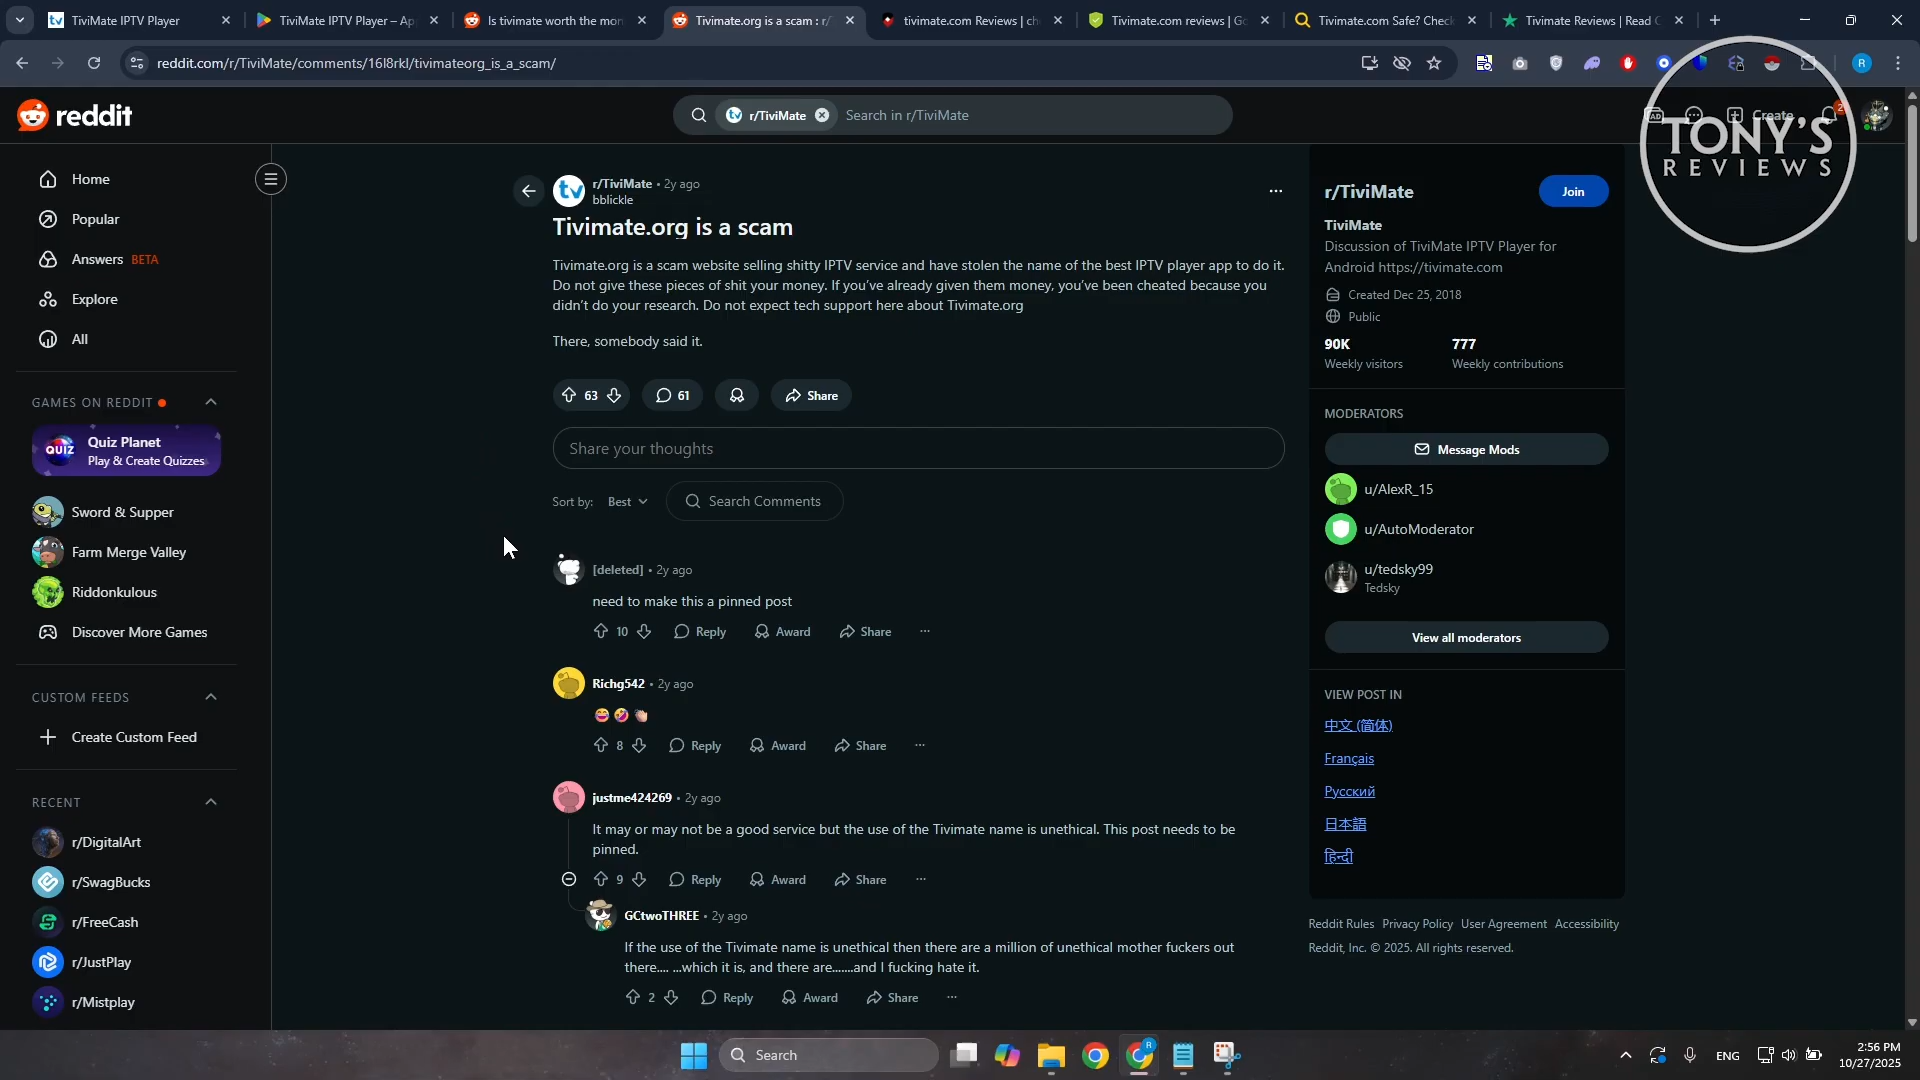 TiviMate IPTV Player
TiviMate IPTV Player – Ap
Is tivimate worth the mon
Tivimate.org is a scam : r/
tivimate.com Reviews | ch
Tivimate.com reviews | Go
Tivimate.com Safe? Check
Tivimate Reviews | Read C
reddit.com/r/TiviMate/comments/16l8rkl/tivimateorg_is_a_scam/
R
reddit
r/TiviMate
Search in r/TiviMate
Create
2
TONY'S
REVIEWS
Home
Popular
Answers BETA
Explore
All
GAMES ON REDDIT
QUIZ
Quiz Planet
Play & Create Quizzes
Sword & Supper
Farm Merge Valley
Riddonkulous
Discover More Games
CUSTOM FEEDS
Create Custom Feed
RECENT
r/DigitalArt
r/SwagBucks
r/FreeCash
r/JustPlay
r/Mistplay
tv
r/TiviMate • 2y ago
bblickle
Tivimate.org is a scam
Tivimate.org is a scam website selling shitty IPTV service and have stolen the name of the best IPTV player app to do it.
Do not give these pieces of shit your money. If you've already given them money, you've been cheated because you
didn't do your research. Do not expect tech support here about Tivimate.org
There, somebody said it.
63
61
Share
Share your thoughts
Sort by: Best
Search Comments
[deleted] • 2y ago
need to make this a pinned post
10 Reply Award Share
Richg542 • 2y ago
😂🤣👏🏻
8 Reply Award Share
justme424269 • 2y ago
It may or may not be a good service but the use of the Tivimate name is unethical. This post needs to be
pinned.
9 Reply Award Share
GCtwoTHREE • 2y ago
If the use of the Tivimate name is unethical then there are a million of unethical mother fuckers out
there.... ...which it is, and there are.......and I fucking hate it.
2 Reply Award Share
r/TiviMate
Join
TiviMate
Discussion of TiviMate IPTV Player for
Android https://tivimate.com
Created Dec 25, 2018
Public
90K
Weekly visitors
777
Weekly contributions
MODERATORS
Message Mods
u/AlexR_15
u/AutoModerator
u/tedsky99
Tedsky
View all moderators
VIEW POST IN
中文 (简体)
Français
Русский
日本語
हिन्दी
Reddit Rules Privacy Policy User Agreement Accessibility
Reddit, Inc. © 2025. All rights reserved.
Search
R
ENG
2:56 PM
10/27/2025